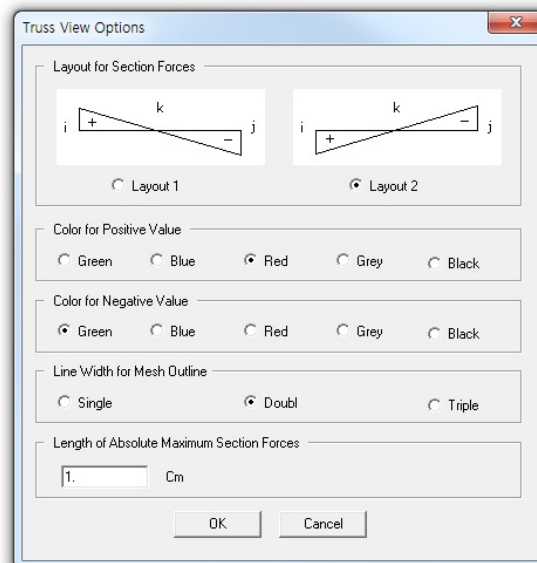 Truss View Options
Layout for Section Forces
i + k − j
i + k − j
Layout 1 Layout 2
Color for Positive Value
Green Blue Red Grey Black
Color for Negative Value
Green Blue Red Grey Black
Line Width for Mesh Outline
Single Doubl Triple
Length of Absolute Maximum Section Forces
1. Cm
OK Cancel